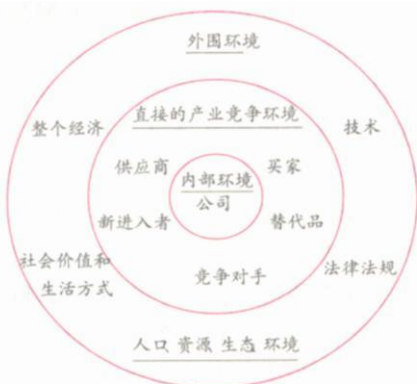 外围环境
整个经济
直接的产业竞争环境
技术
供应商
买家
内部环境
公司
新进入者
替代品
社会价值和
生活方式
竞争对手
法律法规
人口 资源 生态 环境